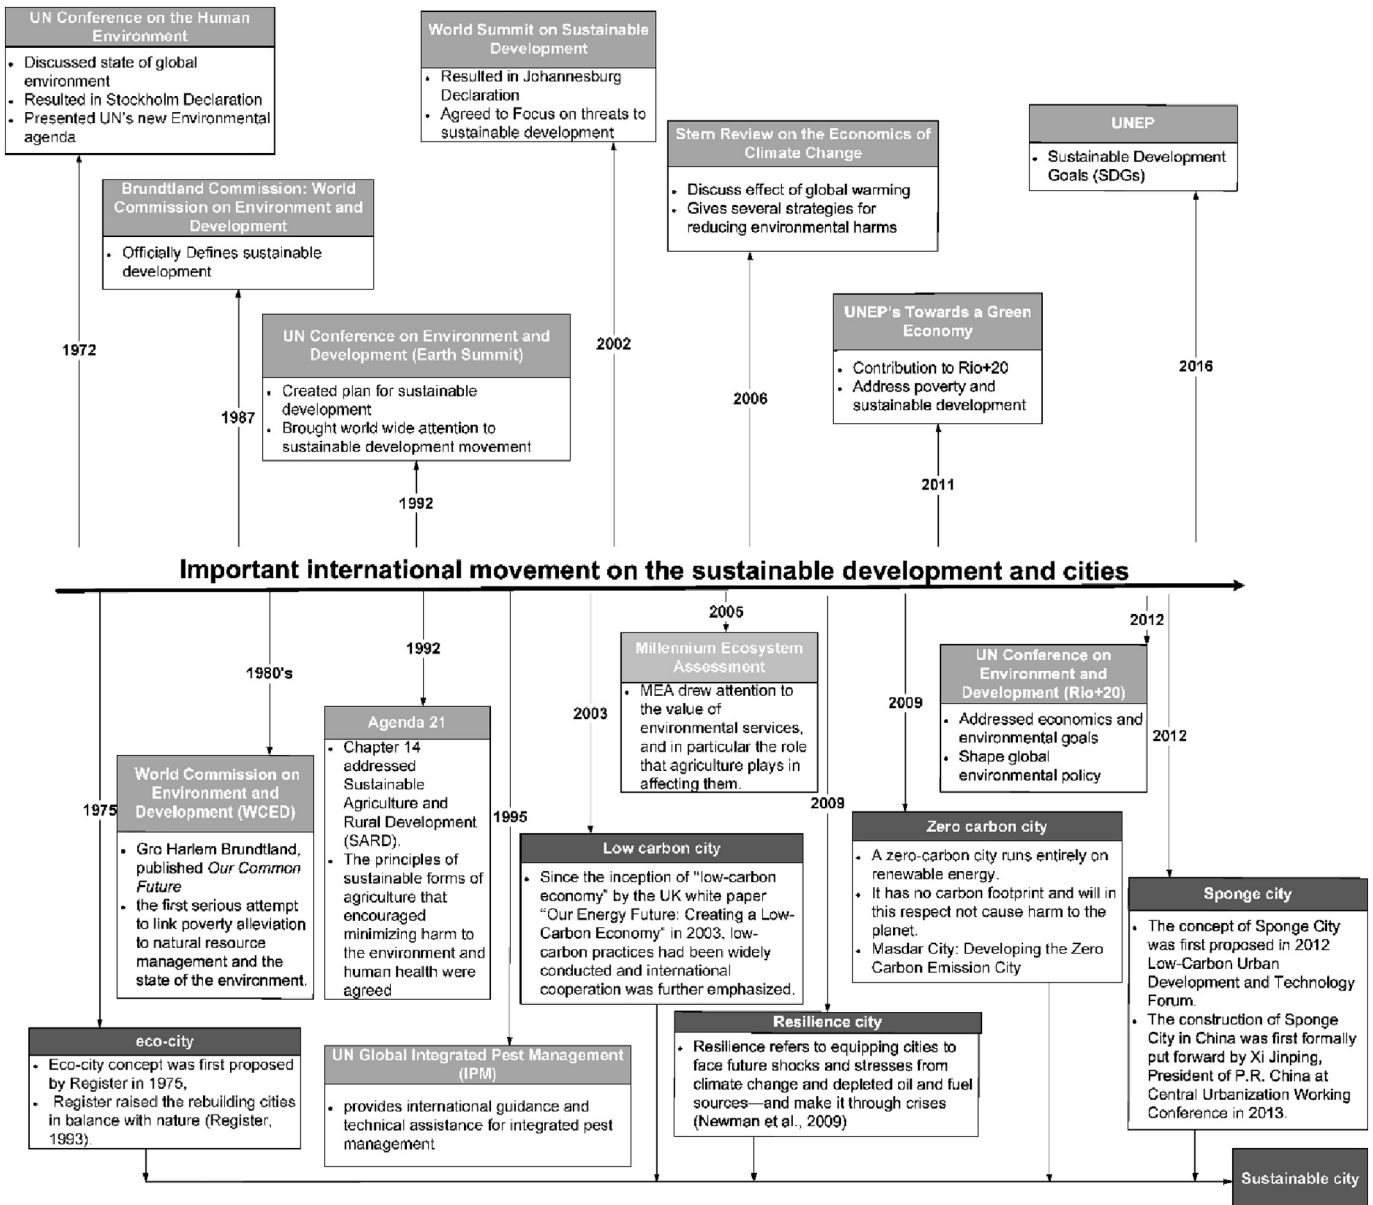 UN Conference on the Human
Environment
• Discussed state of global
environment
• Resulted in Stockholm Declaration
• Presented UN's new Environmental
agenda
1972
Brundtland Commission: World
Commission on Environment and
Development
• Officially Defines sustainable
development
1987
UN Conference on Environment and
Development (Earth Summit)
• Created plan for sustainable
development
• Brought world wide attention to
sustainable development movement
1992
World Summit on Sustainable
Development
• Resulted in Johannesburg
Declaration
• Agreed to Focus on threats to
sustainable development
2002
Stern Review on the Economics of
Climate Change
• Discuss effect of global warming
• Gives several strategies for
reducing environmental harms
2006
UNEP's Towards a Green
Economy
• Contribution to Rio+20
• Address poverty and
sustainable development
2011
UNEP
• Sustainable Development
Goals (SDGs)
2016
Important international movement on the sustainable development and cities
1975
eco-city
• Eco-city concept was first proposed
by Register in 1975,
• Register raised the rebuilding cities
in balance with nature (Register,
1993).
1980's
World Commission on
Environment and
Development (WCED)
• Gro Harlem Brundtland,
published Our Common
Future
• the first serious attempt
to link poverty alleviation
to natural resource
management and the
state of the environment.
1992
Agenda 21
• Chapter 14
addressed
Sustainable
Agriculture and
Rural Development
(SARD).
• The principles of
sustainable forms of
agriculture that
encouraged
minimizing harm to
the environment and
human health were
agreed
1995
UN Global Integrated Pest Management
(IPM)
• provides international guidance and
technical assistance for integrated pest
management
2003
Low carbon city
• Since the inception of "low-carbon
economy" by the UK white paper
"Our Energy Future: Creating a Low-
Carbon Economy" in 2003, low-
carbon practices had been widely
conducted and international
cooperation was further emphasized.
2005
Millennium Ecosystem
Assessment
• MEA drew attention to
the value of
environmental services,
and in particular the role
that agriculture plays in
affecting them.
2009
Resilience city
• Resilience refers to equipping cities to
face future shocks and stresses from
climate change and depleted oil and fuel
sources—and make it through crises
(Newman et al., 2009)
2009
Zero carbon city
• A zero-carbon city runs entirely on
renewable energy.
• It has no carbon footprint and will in
this respect not cause harm to the
planet.
• Masdar City: Developing the Zero
Carbon Emission City
2012
UN Conference on
Environment and
Development (Rio+20)
• Addressed economics and
environmental goals
• Shape global
environmental policy
2012
Sponge city
• The concept of Sponge City
was first proposed in 2012
Low-Carbon Urban
Development and Technology
Forum.
• The construction of Sponge
City in China was first formally
put forward by Xi Jinping,
President of P.R. China at
Central Urbanization Working
Conference in 2013.
Sustainable city